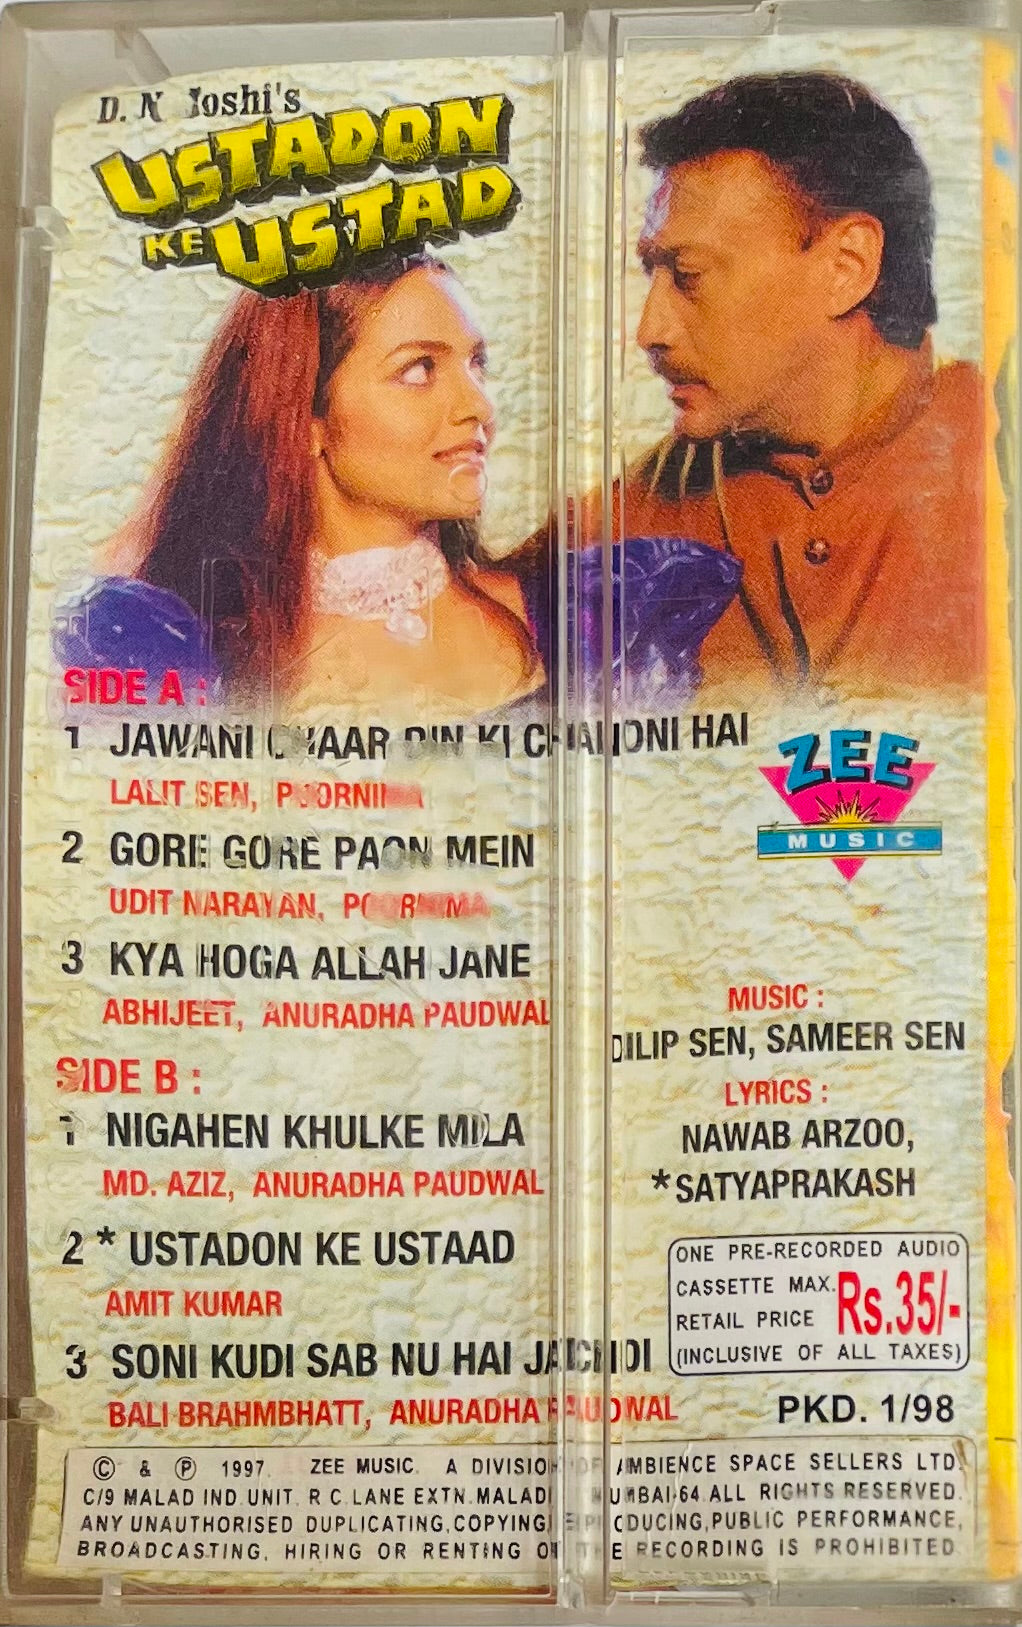 D. N Joshi's
USTADON
KE USTAD
SIDE A :
1 JAWANI CHAAR DIN KI CHANDNI HAI
LALIT SEN, POORNIMA
2 GORE GORE PAON MEIN
UDIT NARAYAN, POORNIMA
3 KYA HOGA ALLAH JANE
ABHIJEET, ANURADHA PAUDWAL
SIDE B :
1 NIGAHEN KHULKE MILA
MD. AZIZ, ANURADHA PAUDWAL
2 * USTADON KE USTAAD
AMIT KUMAR
3 SONI KUDI SAB NU HAI
BALI BRAHMBHATT, ANURADHA PAUDWAL
ZEE
MUSIC
MUSIC :
DILIP SEN, SAMEER SEN
LYRICS :
NAWAB ARZOO,
*SATYAPRAKASH
ONE PRE-RECORDED AUDIO
CASSETTE MAX.
RETAIL PRICE Rs.35/-
(INCLUSIVE OF ALL TAXES)
PKD. 1/98
© & ℗ 1997. ZEE MUSIC. A DIVISION OF AMBIENCE SPACE SELLERS LTD.
C/9 MALAD IND.UNIT. R.C.LANE EXTN.MALAD MUMBAI-64.ALL RIGHTS RESERVED.
ANY UNAUTHORISED DUPLICATING,COPYING, REPRODUCING,PUBLIC PERFORMANCE,
BROADCASTING, HIRING OR RENTING OF THE RECORDING IS PROHIBITED.